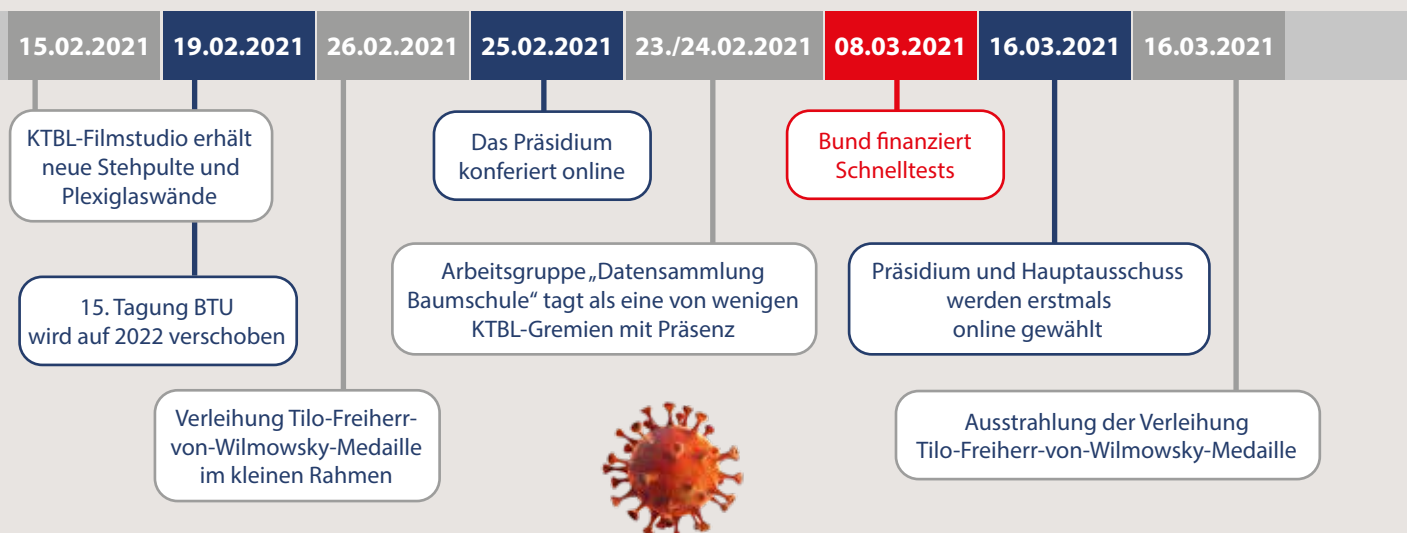 15.02.2021
19.02.2021
26.02.2021
25.02.2021
23./24.02.2021
08.03.2021
16.03.2021
16.03.2021
KTBL-Filmstudio erhält
neue Stehpulte und
Plexiglaswände
Das Präsidium
konferiert online
Bund finanziert
Schnelltests
15. Tagung BTU
wird auf 2022 verschoben
Arbeitsgruppe „Datensammlung
Baumschule“ tagt als eine von wenigen
KTBL-Gremien mit Präsenz
Präsidium und Hauptausschuss
werden erstmals
online gewählt
Verleihung Tilo-Freiherr-
von-Wilmowsky-Medaille
im kleinen Rahmen
Ausstrahlung der Verleihung
Tilo-Freiherr-von-Wilmowsky-Medaille